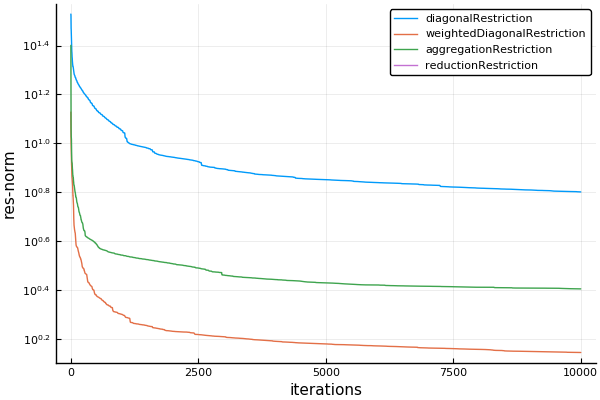 diagonalRestriction
weightedDiagonalRestriction
aggregationRestriction
reductionRestriction
res-norm
10^1.4
10^1.2
10^1.0
10^0.8
10^0.6
10^0.4
10^0.2
0 2500 5000 7500 10000
iterations